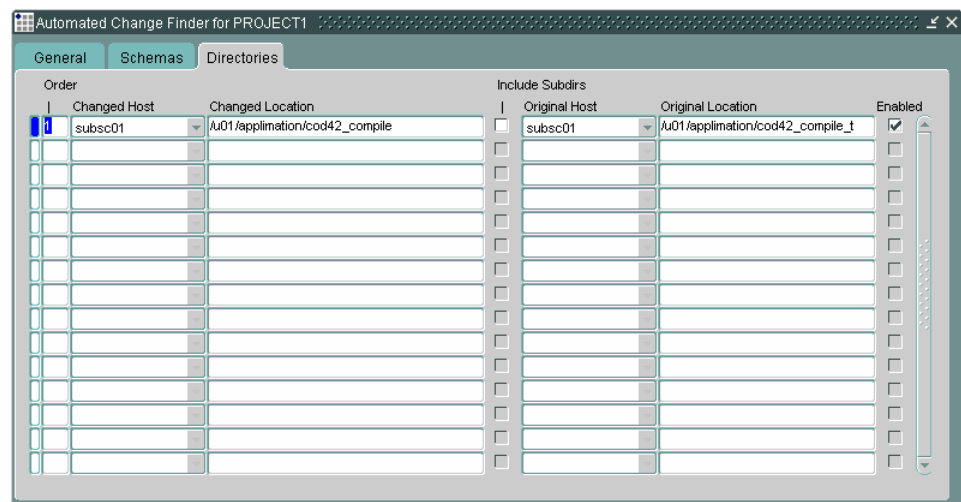 Automated Change Finder for PROJECT1
General Schemas Directories
Order Include Subdirs
Changed Host Changed Location Original Host Original Location Enabled
1 subsc01 /u01/applimation/cod42_compile subsc01 /u01/applimation/cod42_compile_t